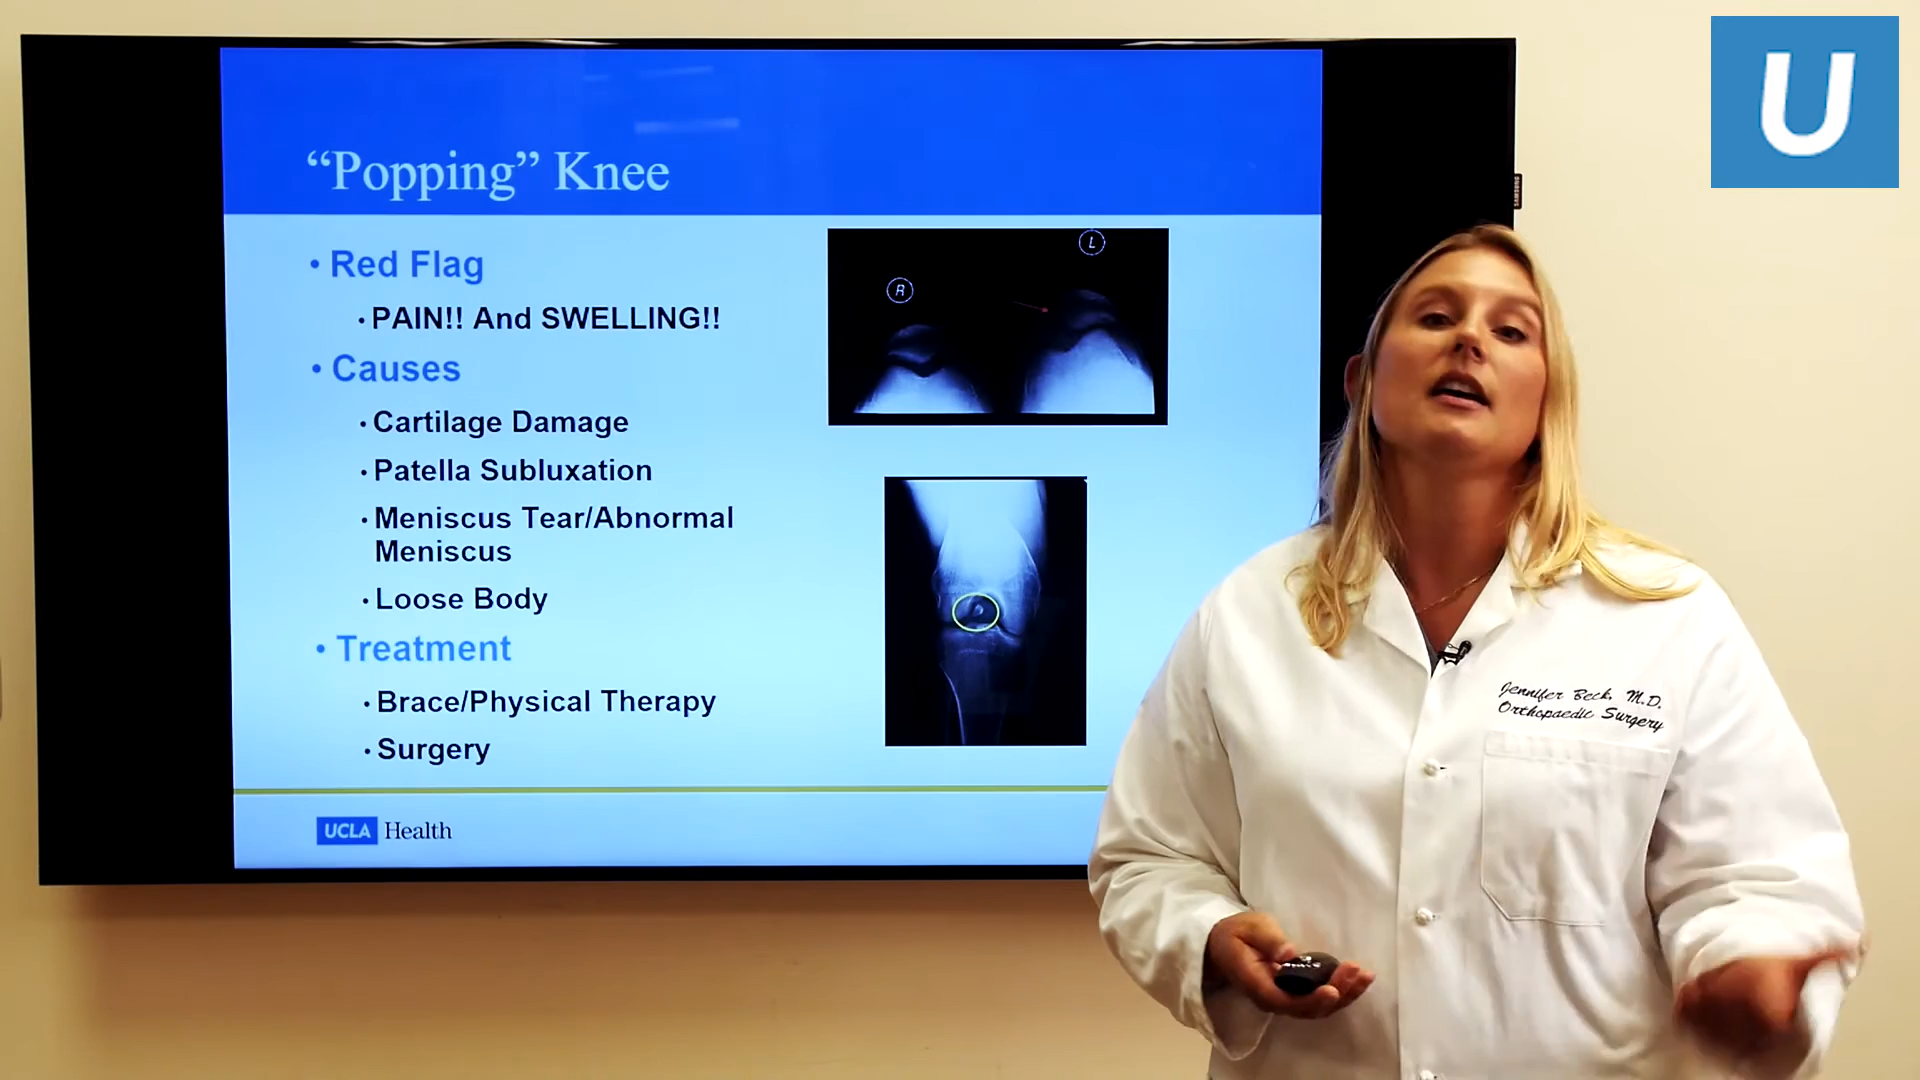 U
“Popping” Knee
• Red Flag
• PAIN!! And SWELLING!!
• Causes
• Cartilage Damage
• Patella Subluxation
• Meniscus Tear/Abnormal
Meniscus
• Loose Body
• Treatment
• Brace/Physical Therapy
• Surgery
UCLA Health
R
L
SAMSUNG
Jennifer Beck, M.D.
Orthopaedic Surgery